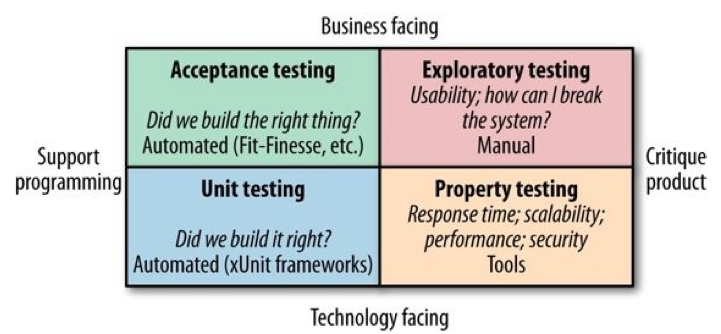 Business facing
Acceptance testing
Did we build the right thing?
Automated (Fit-Finesse, etc.)
Exploratory testing
Usability; how can I break
the system?
Manual
Support
programming
Critique
product
Unit testing
Did we build it right?
Automated (xUnit frameworks)
Property testing
Response time; scalability;
performance; security
Tools
Technology facing